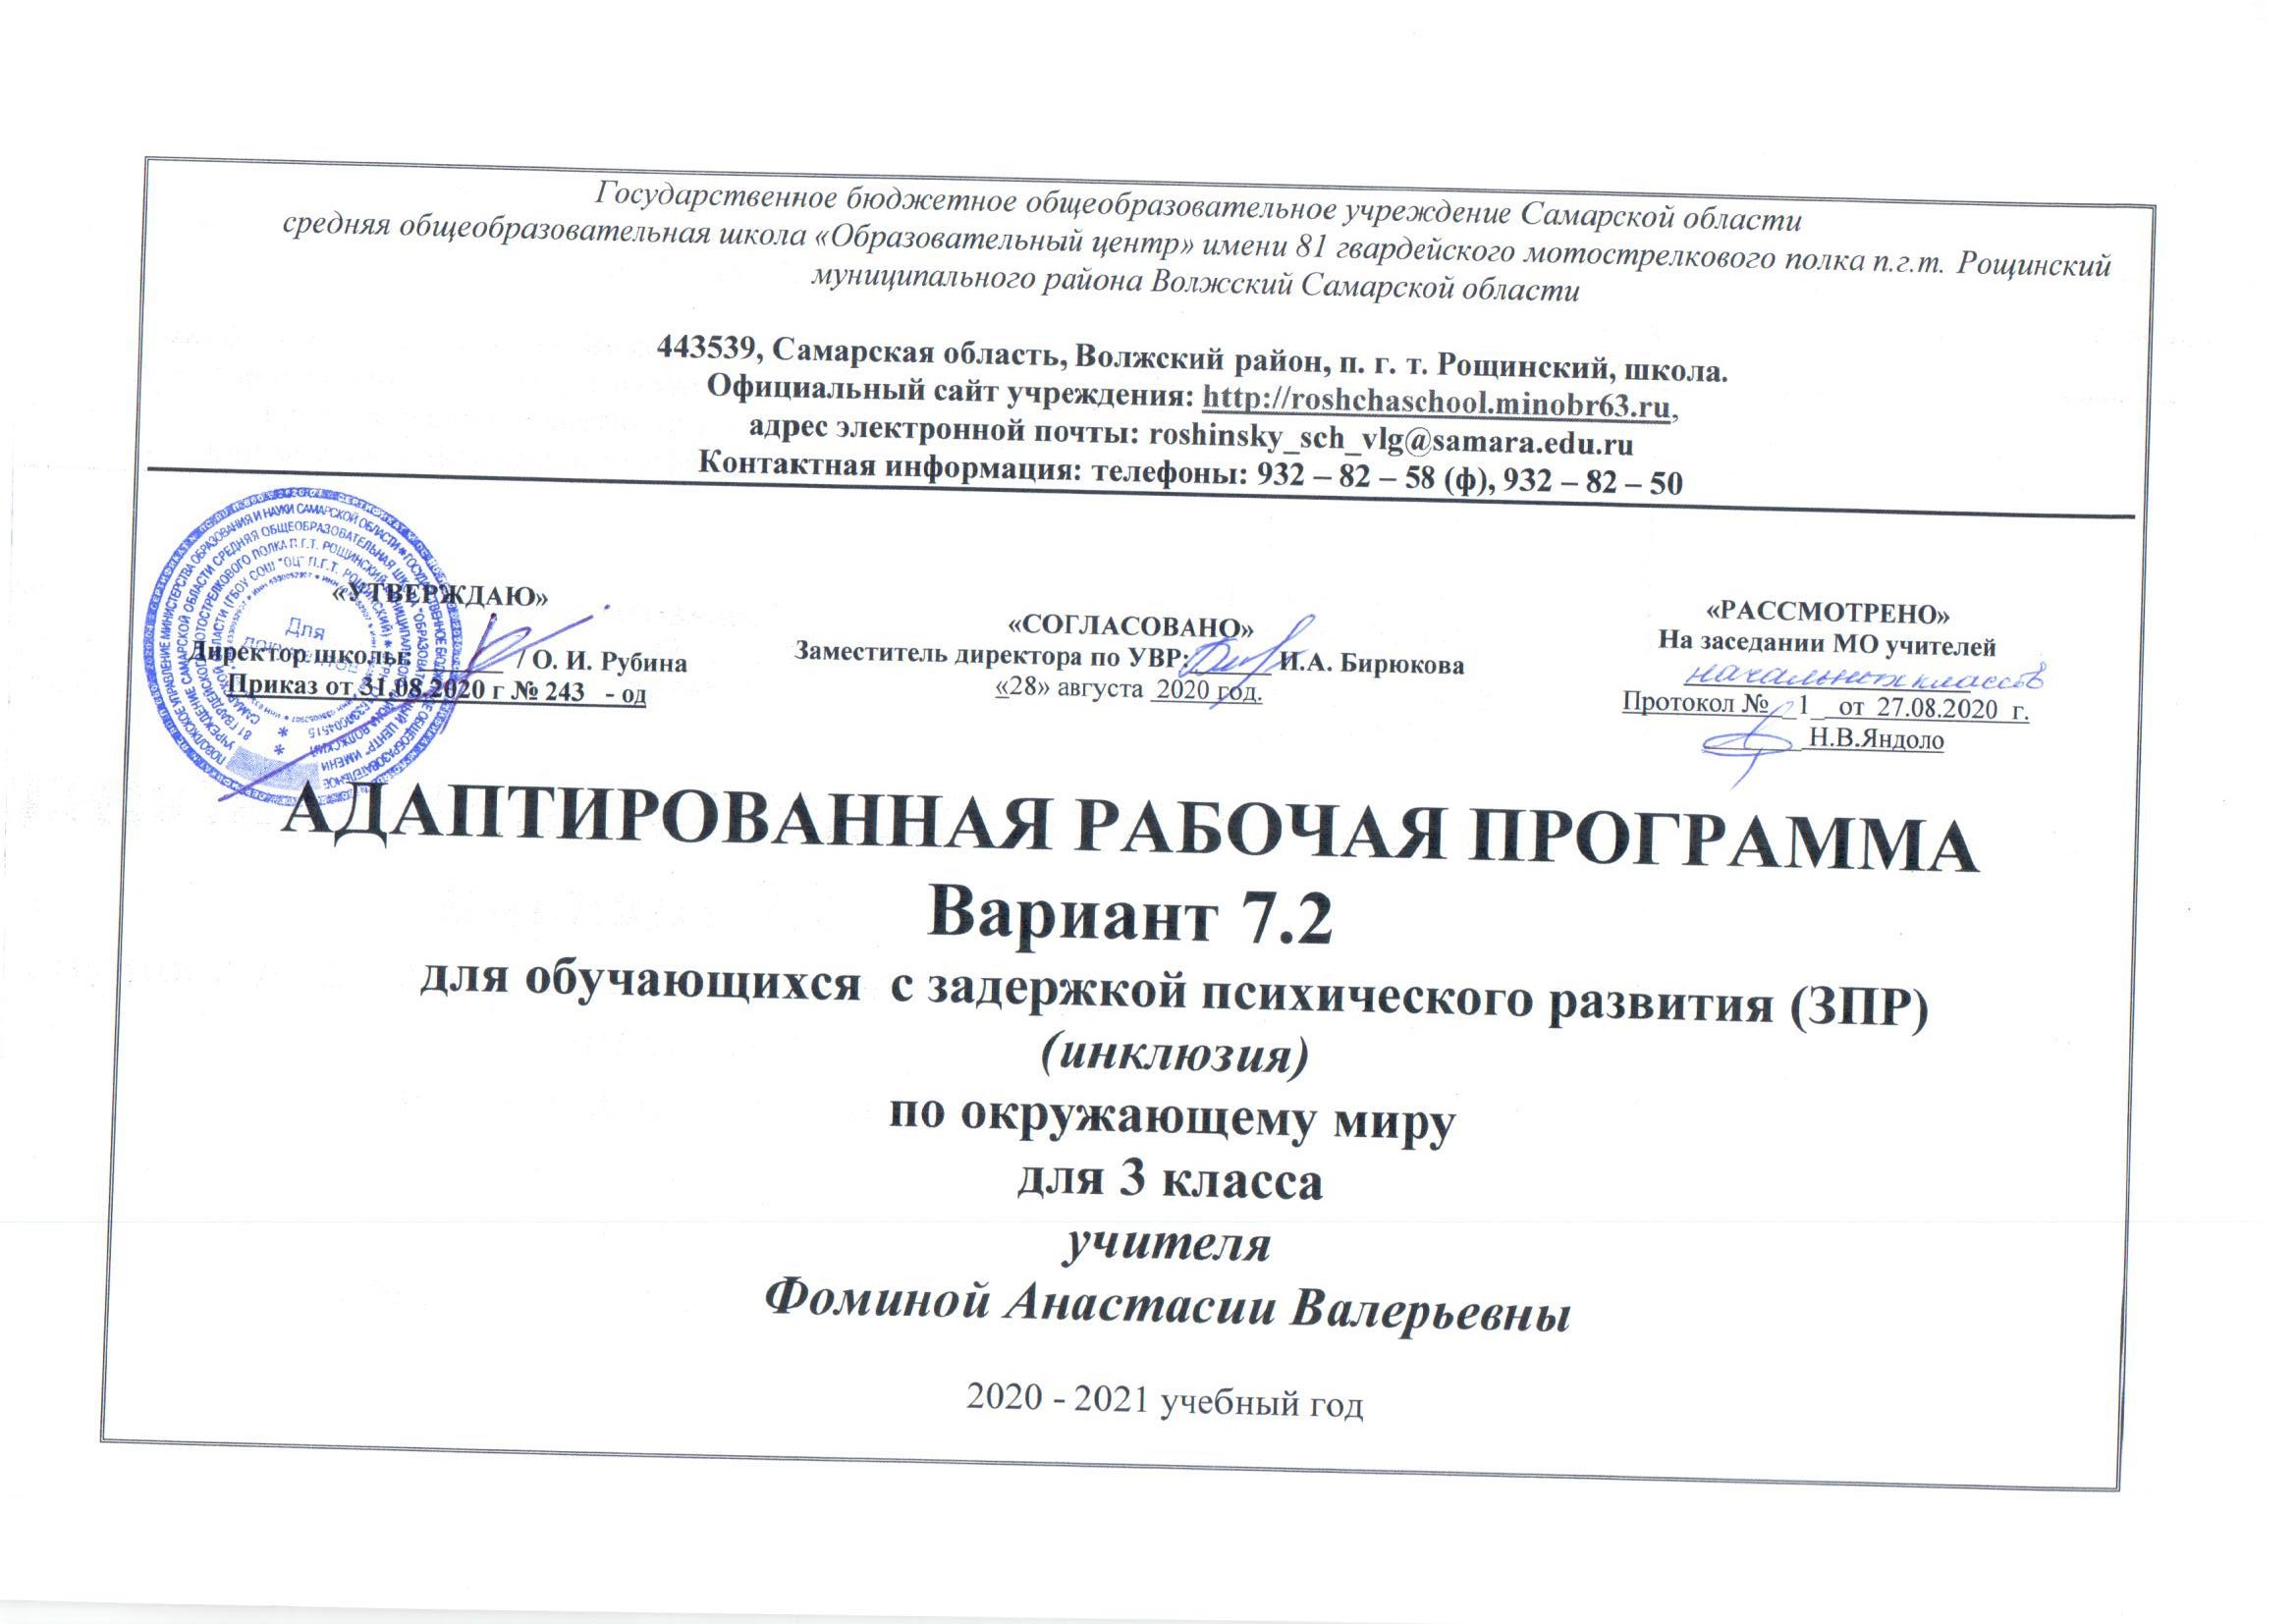 Государственное бюджетное общеобразовательное учреждение Самарской области
средняя общеобразовательная школа «Образовательный центр» имени 81 гвардейского мотострелкового полка п.г.т. Рощинский
муниципального района Волжский Самарской области
443539, Самарская область, Волжский район, п. г. т. Рощинский, школа.
Официальный сайт учреждения: http://roshchaschool.minobr63.ru,
адрес электронной почты: roshinsky_sch_vlg@samara.edu.ru
Контактная информация: телефоны: 932 – 82 – 58 (ф), 932 – 82 – 50
«УТВЕРЖДАЮ»
Директор школы: ______ / О. И. Рубина
Приказ от 31.08.2020 г № 243 - од
Для
«СОГЛАСОВАНО»
Заместитель директора по УВР: ______ И.А. Бирюкова
«28» августа 2020 год.
«РАССМОТРЕНО»
На заседании МО учителей
начальных классов
Протокол № _1_ от 27.08.2020 г.
_______ Н.В.Яндоло
АДАПТИРОВАННАЯ РАБОЧАЯ ПРОГРАММА
Вариант 7.2
для обучающихся с задержкой психического развития (ЗПР)
(инклюзия)
по окружающему миру
для 3 класса
учителя
Фоминой Анастасии Валерьевны
2020 - 2021 учебный год